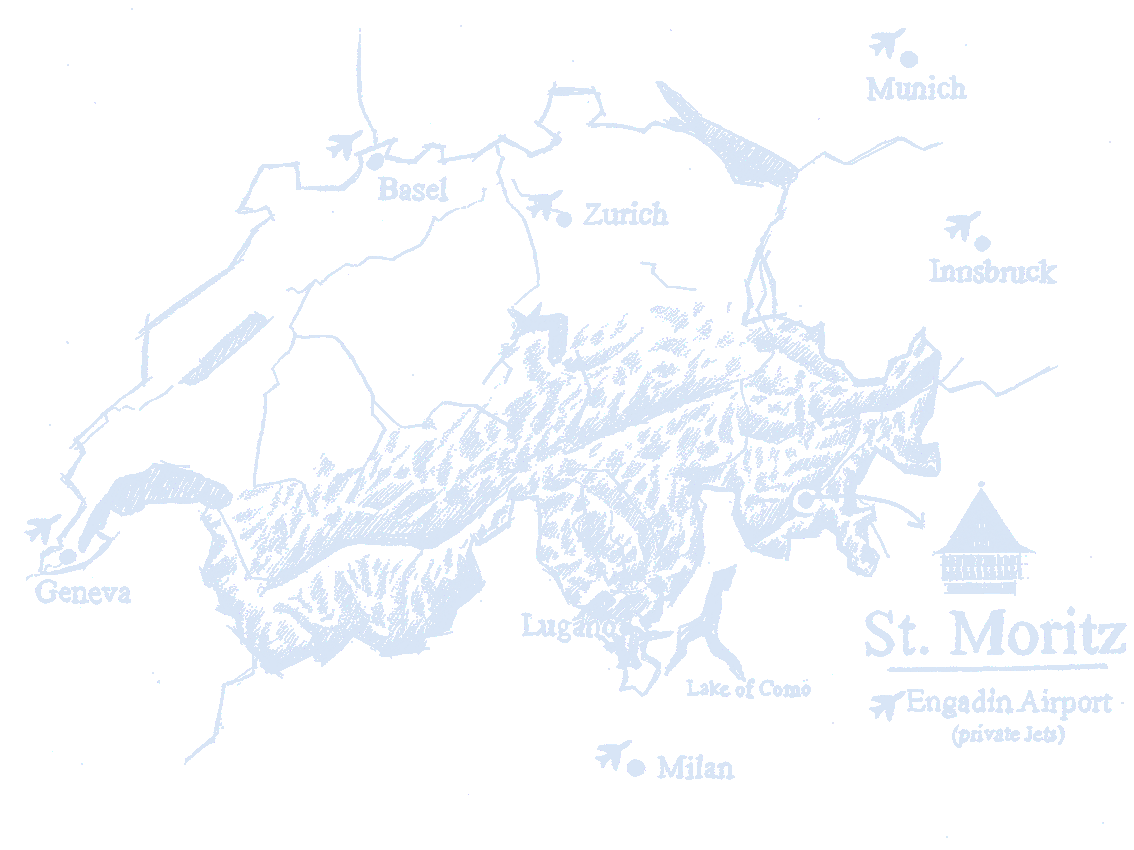 Munich
Basel
Zurich
Innsbruck
Geneva
Lugano
St. Moritz
Lake of Como
Engadin Airport
(private Jets)
Milan